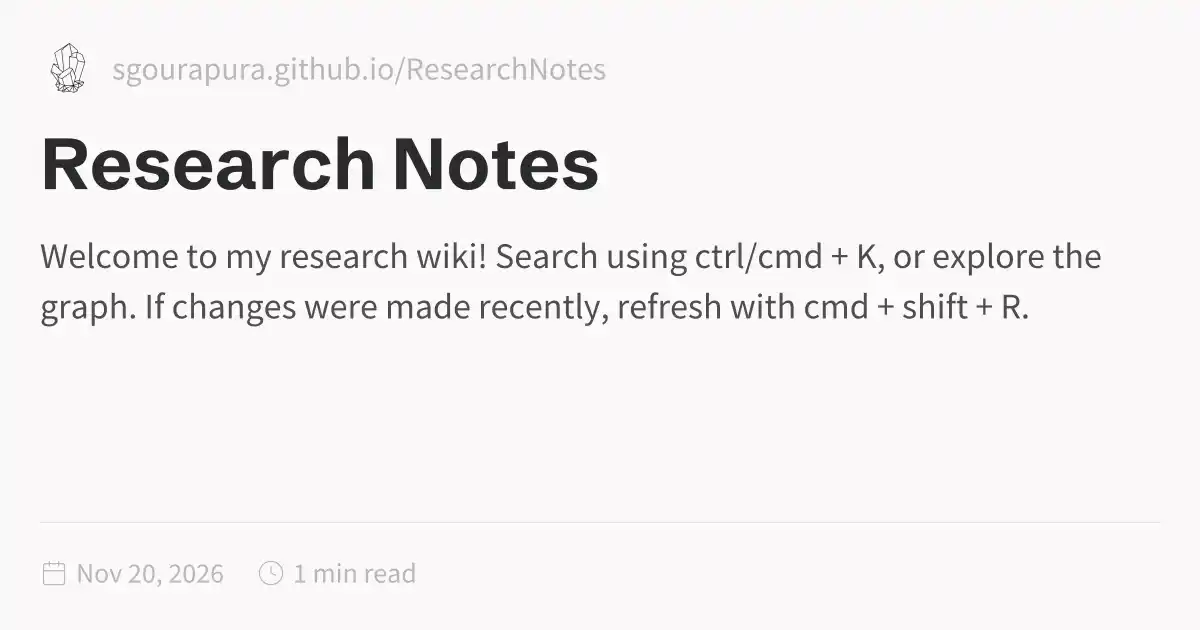 sgourapura.github.io/ResearchNotes
Research Notes
Welcome to my research wiki! Search using ctrl/cmd + K, or explore the
graph. If changes were made recently, refresh with cmd + shift + R.
Nov 20, 2026 1 min read